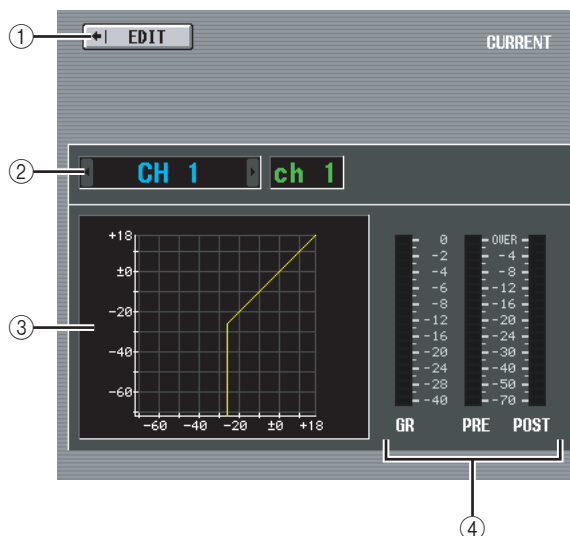 ① EDIT
CURRENT
② CH 1 ch 1
③
+18
±0
-20
-40
-60
-60 -40 -20 ±0 +18
0 OVER
-2 -4
-4 -8
-6 -12
-8 -16
-12 -20
-16 -24
-20 -30
-24 -40
-28 -50
-40 -70
GR PRE POST
④